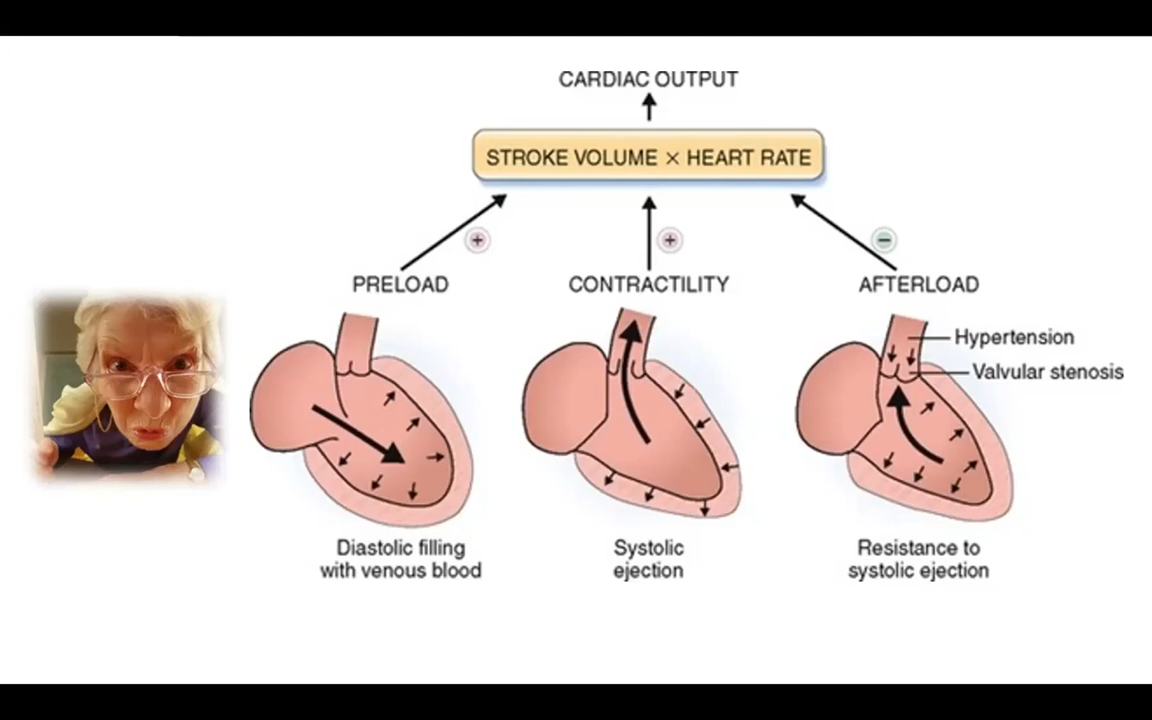 CARDIAC OUTPUT
STROKE VOLUME × HEART RATE
+
+
−
PRELOAD
CONTRACTILITY
AFTERLOAD
Hypertension
Valvular stenosis
Diastolic filling
with venous blood
Systolic
ejection
Resistance to
systolic ejection